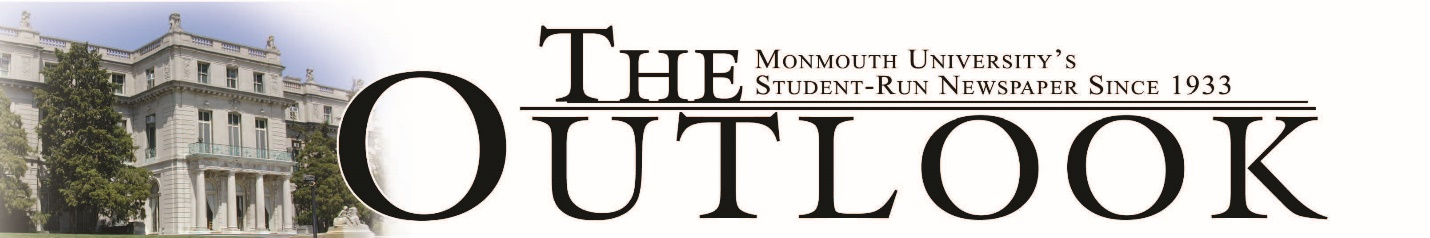 THE
MONMOUTH UNIVERSITY'S
STUDENT-RUN NEWSPAPER SINCE 1933
OUTLOOK